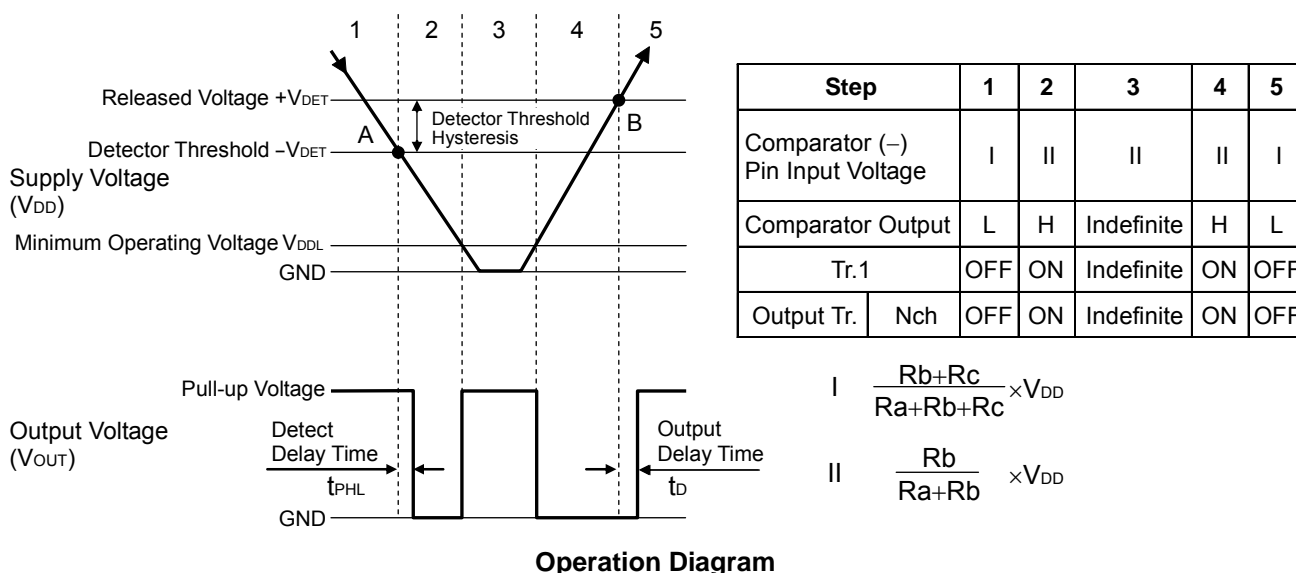 1 2 3 4 5
Released Voltage +VDET
Detector Threshold
Hysteresis
A
B
Detector Threshold −VDET
Supply Voltage
(VDD)
Minimum Operating Voltage VDDL
GND
Pull-up Voltage
Output Voltage
(VOUT)
Detect
Delay Time
tPHL
Output
Delay Time
tD
GND
Step 1 2 3 4 5
Comparator (−)
Pin Input Voltage
I II II II I
Comparator Output L H Indefinite H L
Tr.1 OFF ON Indefinite ON OFF
Output Tr. Nch OFF ON Indefinite ON OFF
I Rb+Rc
Ra+Rb+Rc ×VDD
II Rb
Ra+Rb ×VDD
Operation Diagram